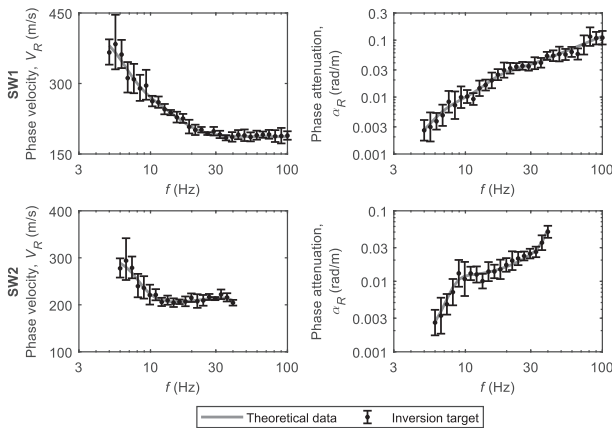 SW1
Phase velocity, V_R (m/s)
450
300
150
3 10 30 100
f (Hz)
Phase attenuation,
α_R (rad/m)
0.3
0.1
0.03
0.01
0.003
0.001
3 10 30 100
f (Hz)
SW2
Phase velocity, V_R (m/s)
400
300
200
100
3 10 30 100
f (Hz)
Phase attenuation,
α_R (rad/m)
0.1
0.03
0.01
0.003
0.001
3 10 30 100
f (Hz)
Theoretical data Inversion target